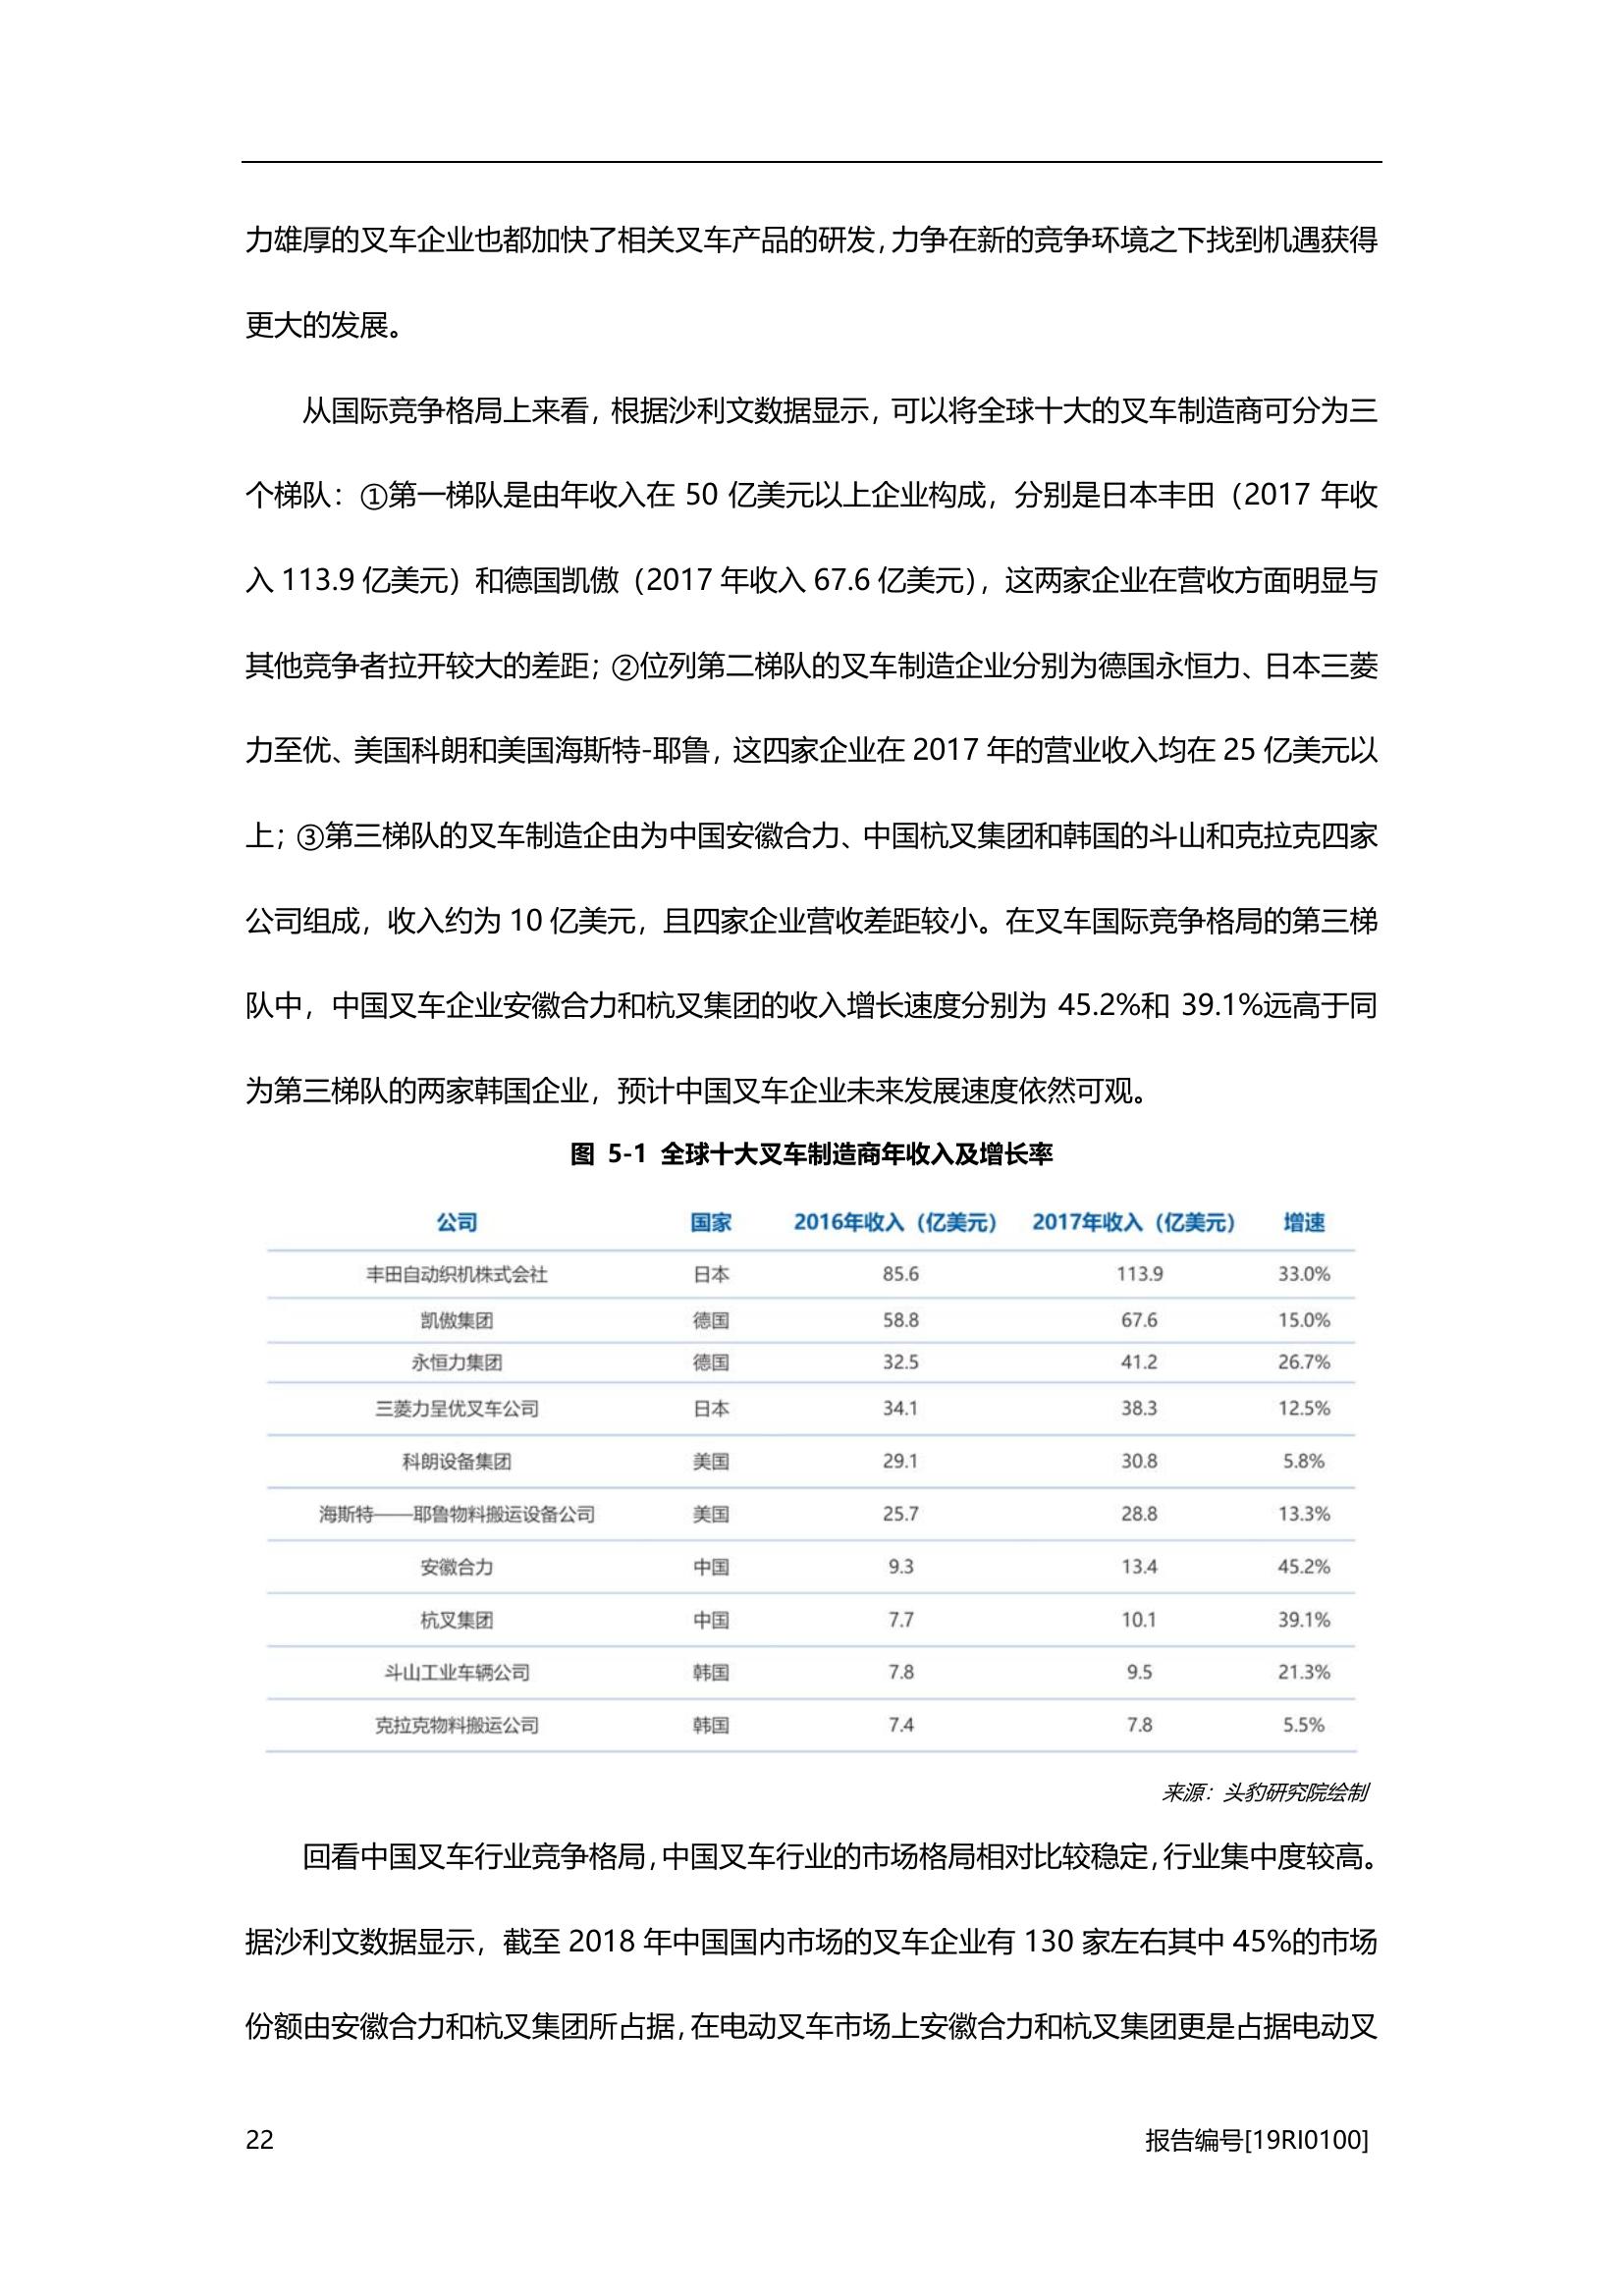 力雄厚的叉车企业也都加快了相关叉车产品的研发，力争在新的竞争环境之下找到机遇获得
更大的发展。
从国际竞争格局上来看，根据沙利文数据显示，可以将全球十大的叉车制造商可分为三
个梯队：①第一梯队是由年收入在 50 亿美元以上企业构成，分别是日本丰田（2017 年收
入 113.9 亿美元）和德国凯傲（2017 年收入 67.6 亿美元），这两家企业在营收方面明显与
其他竞争者拉开较大的差距；②位列第二梯队的叉车制造企业分别为德国永恒力、日本三菱
力至优、美国科朗和美国海斯特-耶鲁，这四家企业在 2017 年的营业收入均在 25 亿美元以
上；③第三梯队的叉车制造企由为中国安徽合力、中国杭叉集团和韩国的斗山和克拉克四家
公司组成，收入约为 10 亿美元，且四家企业营收差距较小。在叉车国际竞争格局的第三梯
队中，中国叉车企业安徽合力和杭叉集团的收入增长速度分别为 45.2%和 39.1%远高于同
为第三梯队的两家韩国企业，预计中国叉车企业未来发展速度依然可观。
图 5-1 全球十大叉车制造商年收入及增长率
公司 国家 2016年收入（亿美元） 2017年收入（亿美元） 增速
丰田自动织机株式会社 日本 85.6 113.9 33.0%
凯傲集团 德国 58.8 67.6 15.0%
永恒力集团 德国 32.5 41.2 26.7%
三菱力呈优叉车公司 日本 34.1 38.3 12.5%
科朗设备集团 美国 29.1 30.8 5.8%
海斯特——耶鲁物料搬运设备公司 美国 25.7 28.8 13.3%
安徽合力 中国 9.3 13.4 45.2%
杭叉集团 中国 7.7 10.1 39.1%
斗山工业车辆公司 韩国 7.8 9.5 21.3%
克拉克物料搬运公司 韩国 7.4 7.8 5.5%
来源：头豹研究院绘制
回看中国叉车行业竞争格局，中国叉车行业的市场格局相对比较稳定，行业集中度较高。
据沙利文数据显示，截至 2018 年中国国内市场的叉车企业有 130 家左右其中 45%的市场
份额由安徽合力和杭叉集团所占据，在电动叉车市场上安徽合力和杭叉集团更是占据电动叉
22 报告编号[19RI0100]